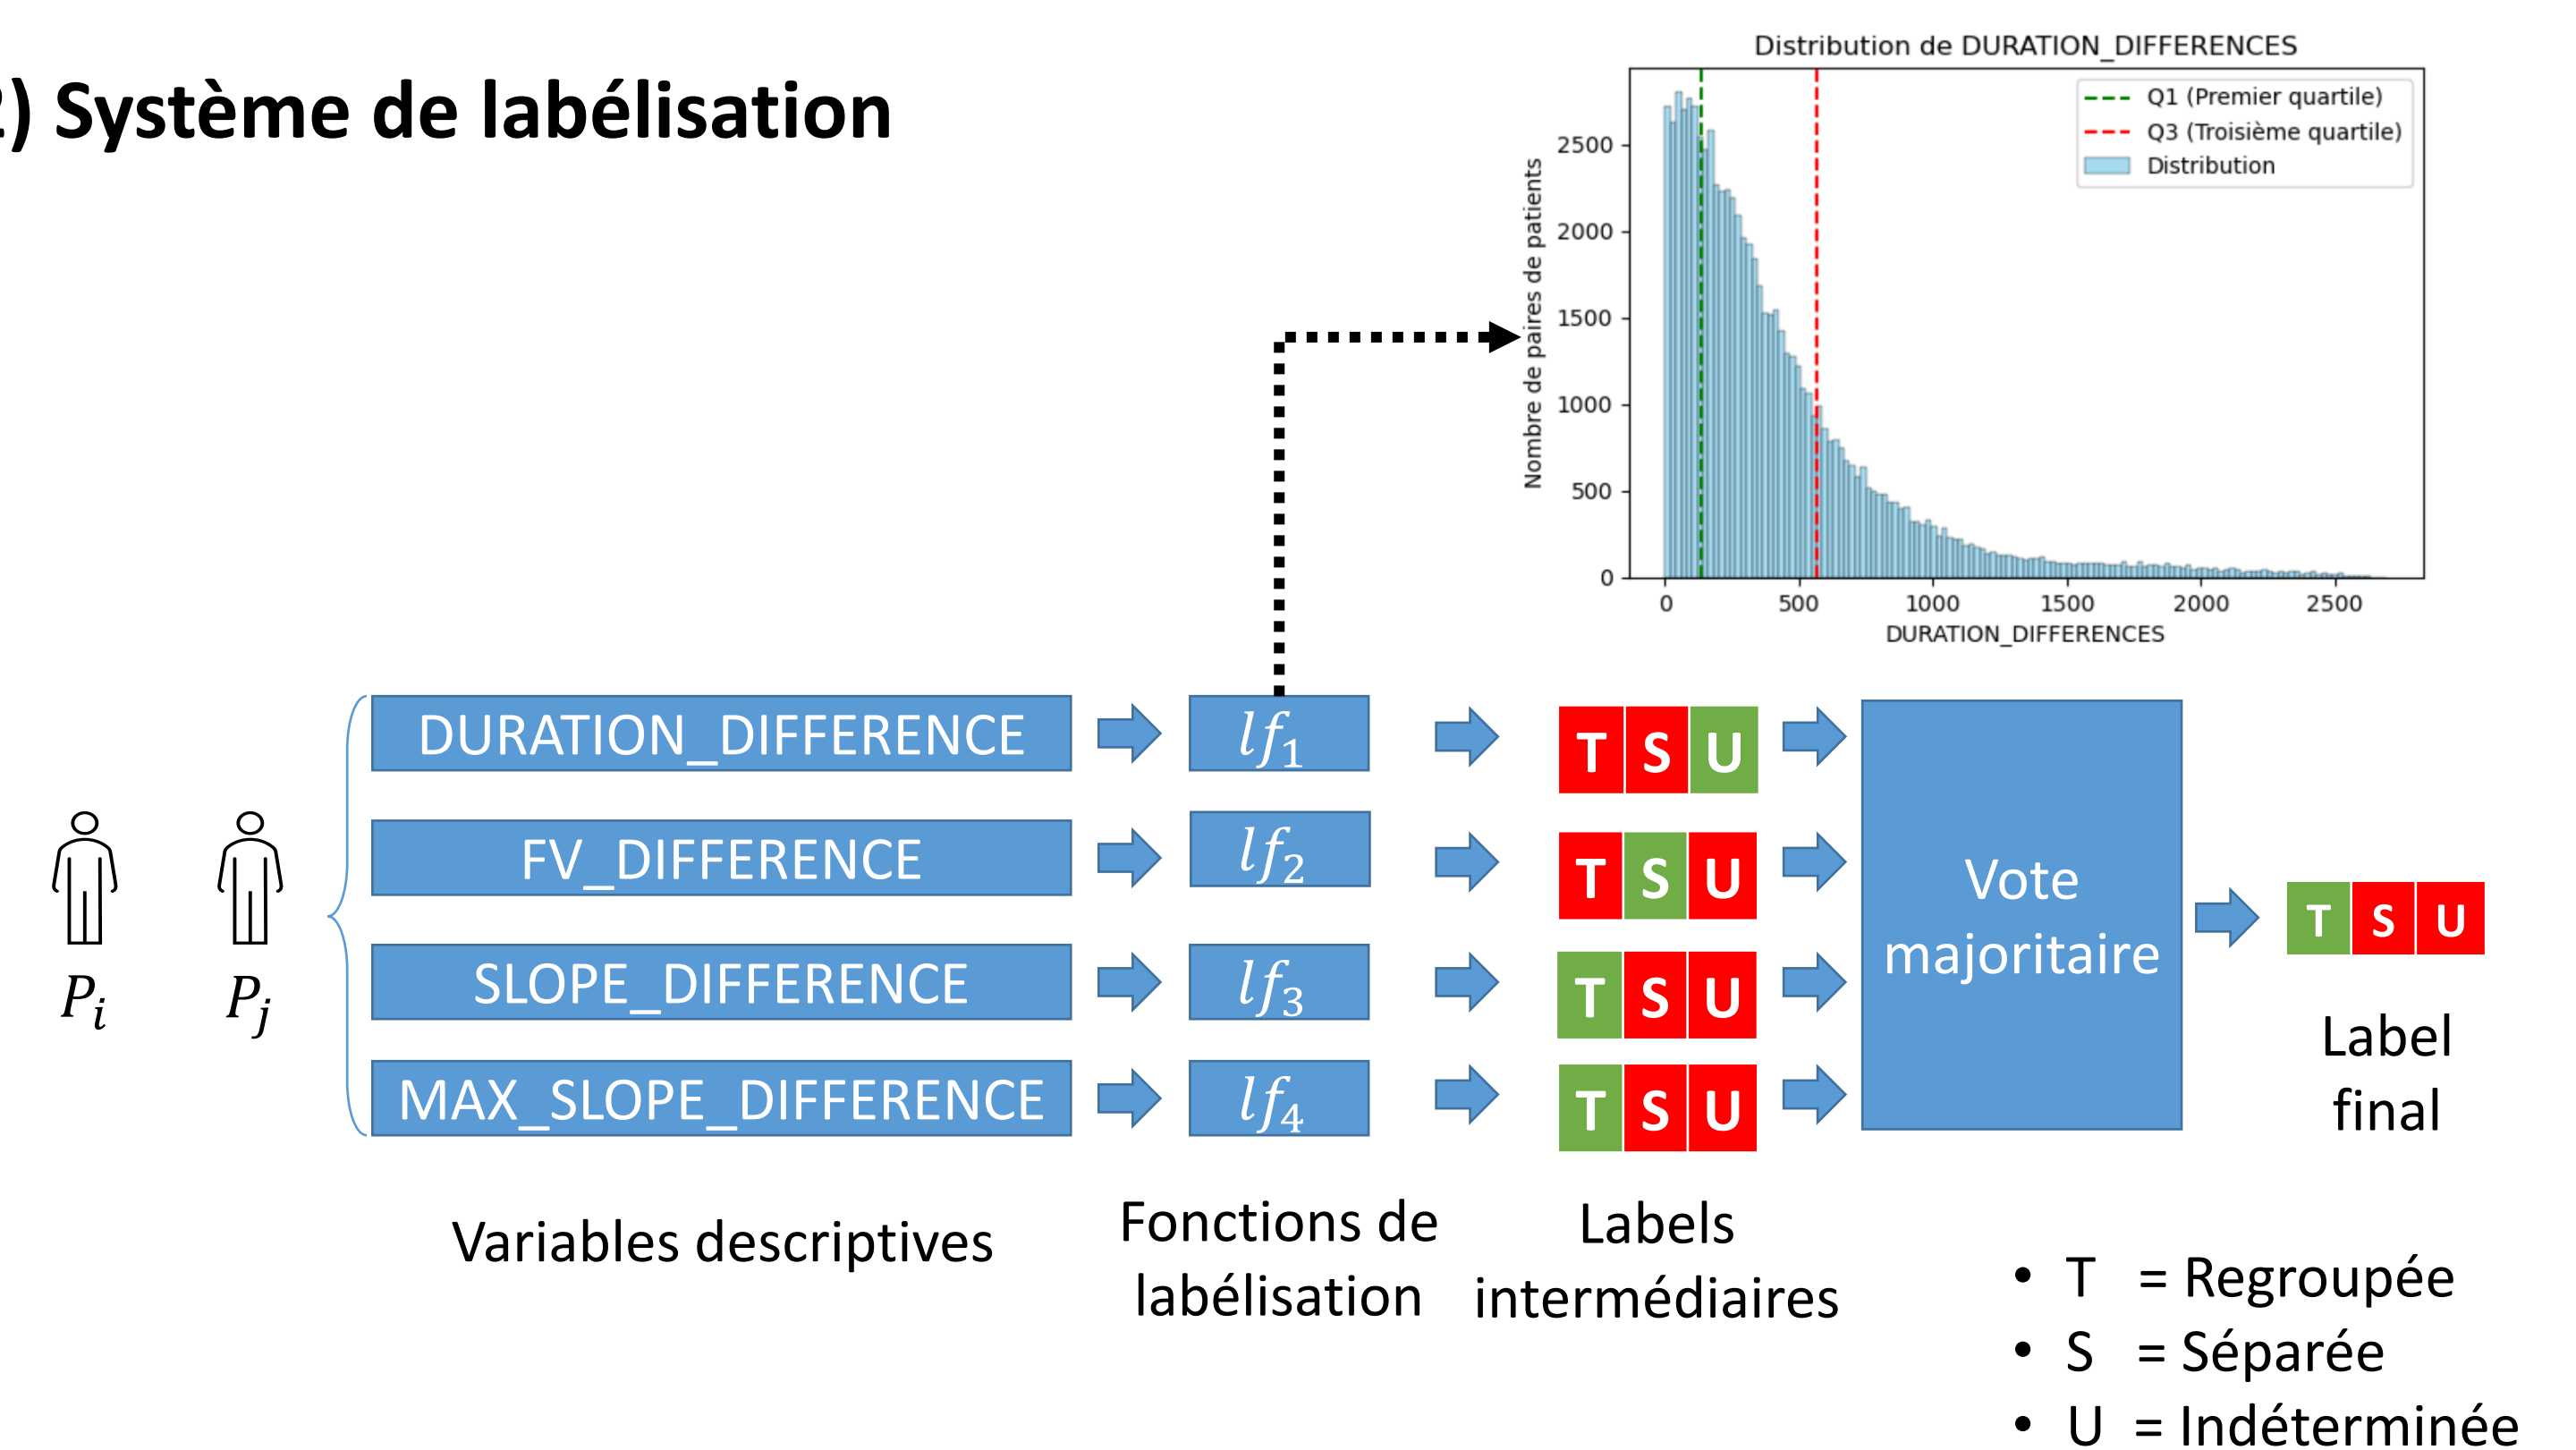 2) Système de labélisation
Distribution de DURATION_DIFFERENCES
Q1 (Premier quartile)
Q3 (Troisième quartile)
Distribution
Nombre de paires de patients
2500
2000
1500
1000
500
0
0 500 1000 1500 2000 2500
DURATION_DIFFERENCES
DURATION_DIFFERENCE
lf1
T S U
FV_DIFFERENCE
lf2
T S U
SLOPE_DIFFERENCE
lf3
T S U
MAX_SLOPE_DIFFERENCE
lf4
T S U
Pi
Pj
Vote
majoritaire
T S U
Label
final
Variables descriptives
Fonctions de
labélisation
Labels
intermédiaires
• T = Regroupée
• S = Séparée
• U = Indéterminée